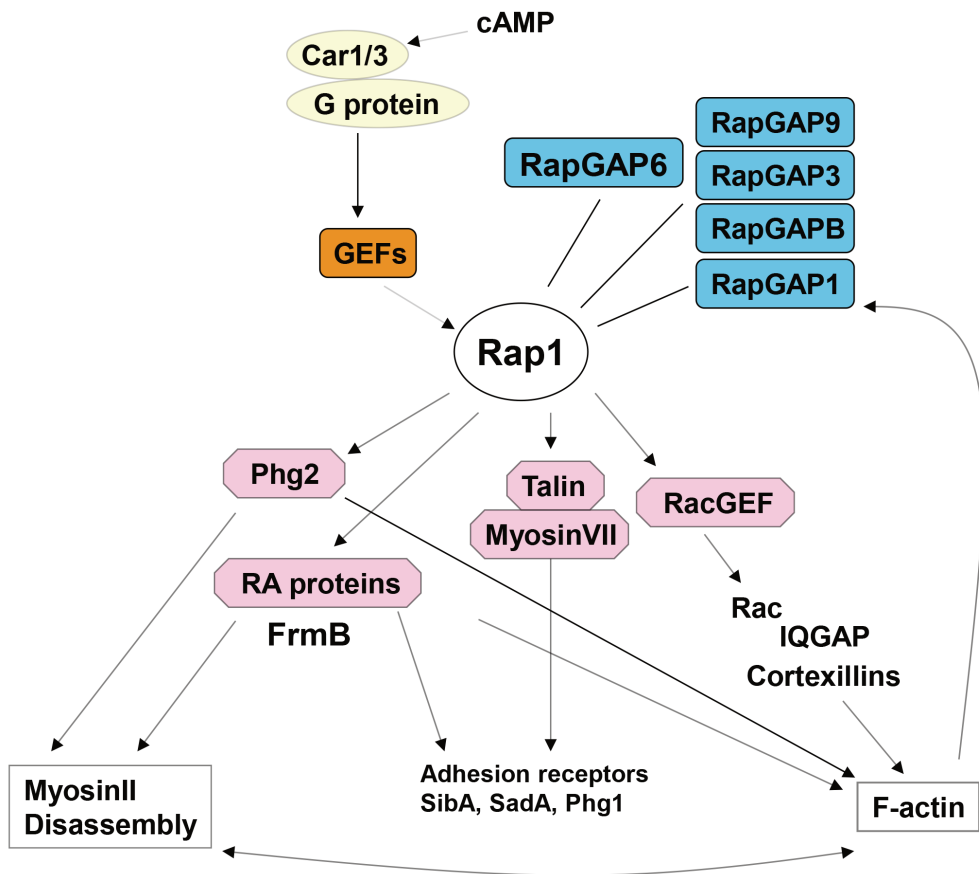 cAMP
Car1/3
G protein
RapGAP9
RapGAP6
RapGAP3
RapGAPB
GEFs
RapGAP1
Rap1
Phg2
Talin
RacGEF
MyosinVII
RA proteins
Rac
FrmB
IQGAP
Cortexillins
Adhesion receptors
SibA, SadA, Phg1
MyosinII
Disassembly
F-actin